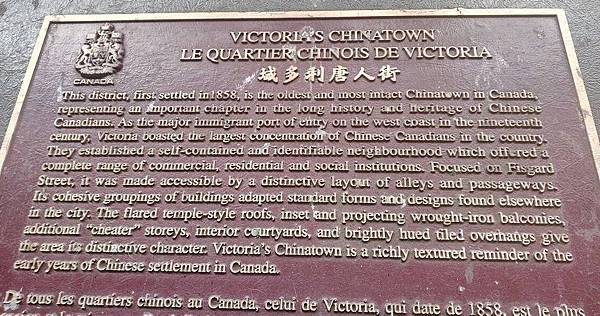 CANADA
VICTORIA'S CHINATOWN
LE QUARTIER CHINOIS DE VICTORIA
域多利唐人街
This district, first settled in 1858, is the oldest and most intact Chinatown in Canada,
representing an important chapter in the long history and heritage of Chinese
Canadians. As the major immigrant port of entry on the west coast in the nineteenth
century, Victoria boasted the largest concentration of Chinese Canadians in the country.
They established a self-contained and identifiable neighbourhood which offered a
complete range of commercial, residential and social institutions. Focused on Fisgard
Street, it was made accessible by a distinctive layout of alleys and passageways.
Its cohesive groupings of buildings adapted standard forms and designs found elsewhere
in the city. The flared temple-style roofs, inset and projecting wrought-iron balconies,
additional "cheater" storeys, interior courtyards, and brightly hued tiled overhangs give
the area its distinctive character. Victoria's Chinatown is a richly textured reminder of the
early years of Chinese settlement in Canada.
De tous les quartiers chinois au Canada, celui de Victoria, qui date de 1858, est le plus